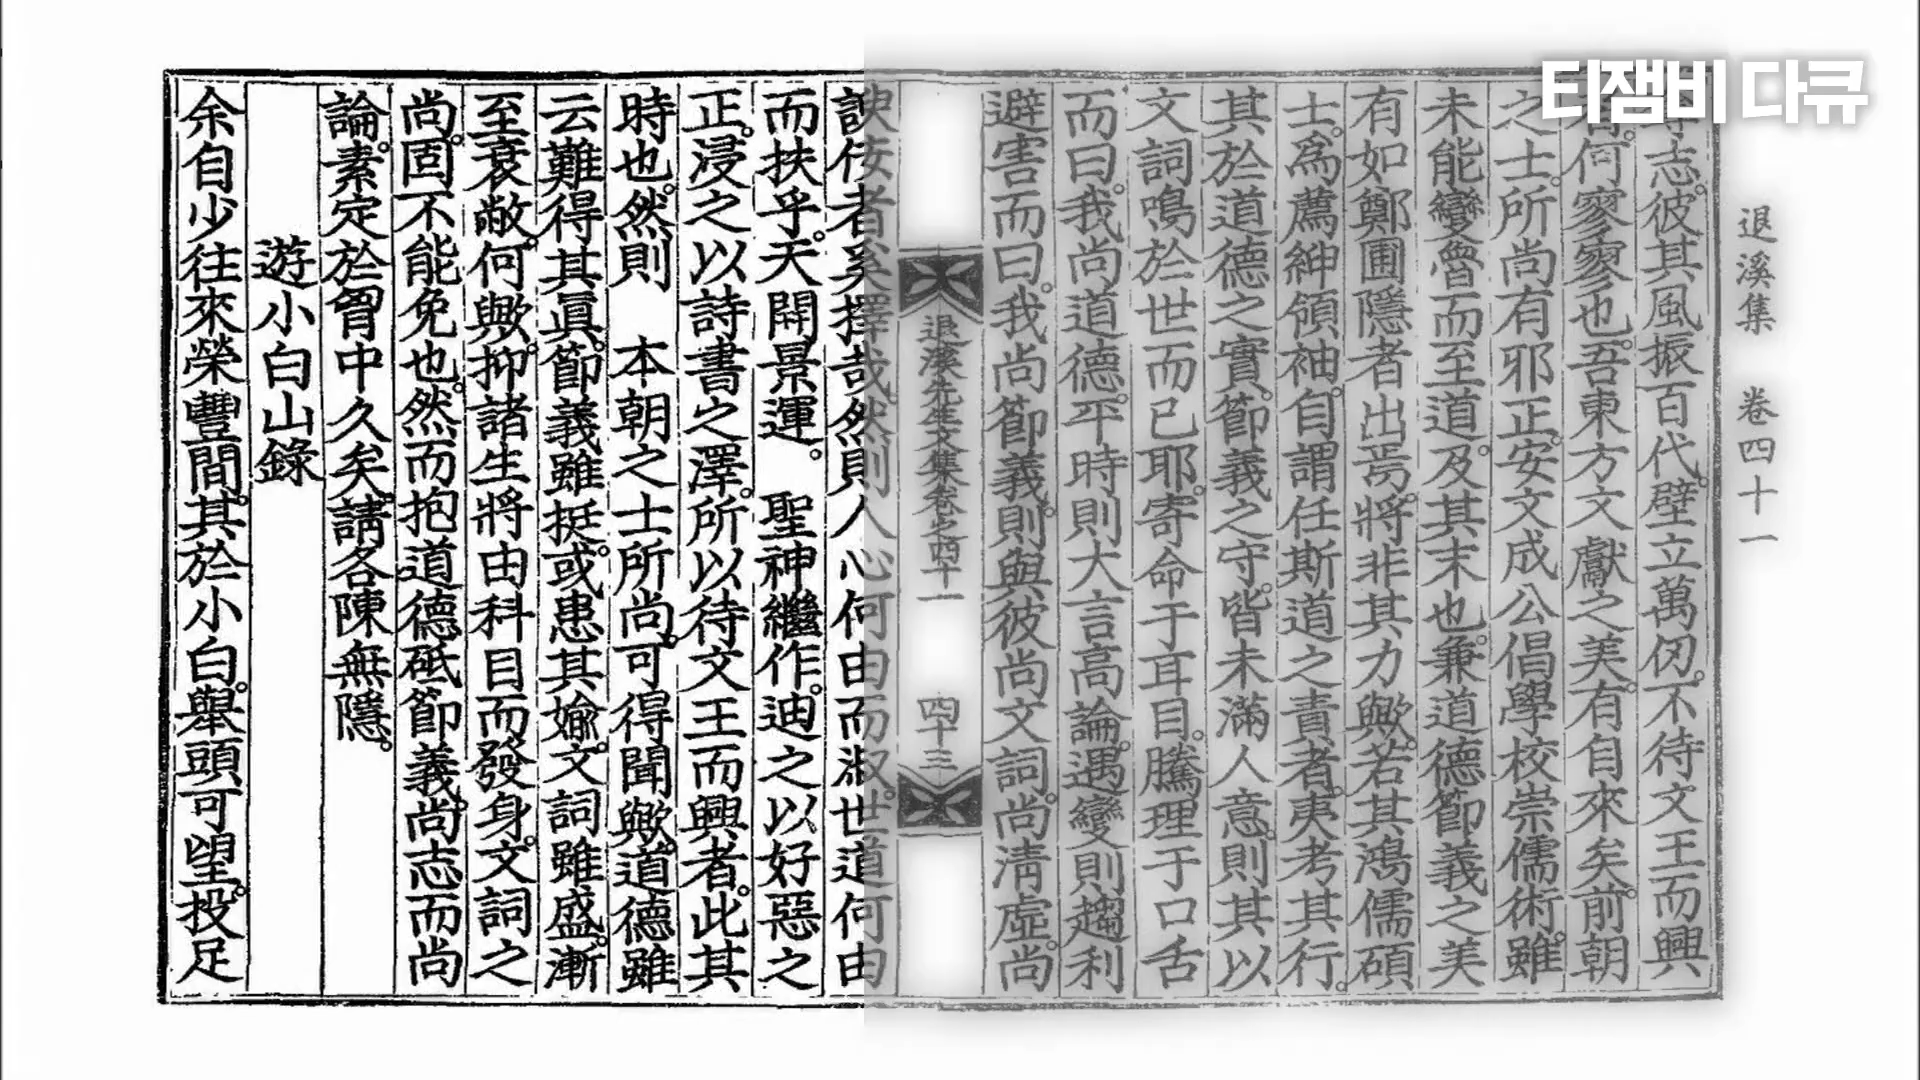 티잼비 다큐
退溪集 卷四十一
志。彼其風振百代。壁立萬仞。不待文王而興
者。何寥寥也。吾東方文獻之美。有自來矣。前朝
之士。所尚有邪正。安文成公倡學校崇儒術。雖
未能變魯而至道。及其末也。兼道德節義之美
有如鄭圃隱者出焉。將非其力歟。若其鴻儒碩
士。爲薦紳領袖。自謂任斯道之責者。夷考其行。
其於道德之實。節義之守。皆未滿人意。則其以
文詞鳴於世而已耶。寄命于耳目。騰理于口舌
而曰。我尚道德。平時則大言高論。遇變則趨利
避害而曰。我尚節義。則與彼尚文詞。尚淸虛。尚
退溪先生文集卷之四十一 四十三
諛佞者奚擇哉。然則人心何由而淑。世道何由
而扶乎。天開景運。 聖神繼作。迪之以好惡之
正。浸之以詩書之澤。所以待文王而興者。此其
時也。然則 本朝之士所尚。可得聞歟。道德雖
云難得其眞。節義雖挺。或患其婾。文詞雖盛。漸
至衰敝。何歟。抑諸生將由科目而發身。文詞之
尚。固不能免也。然而抱道德砥節義。尚志而尚
論。素定於胷中久矣。請各陳無隱。
遊小白山錄
余自少往來榮豐間。其於小白。擧頭可望。投足